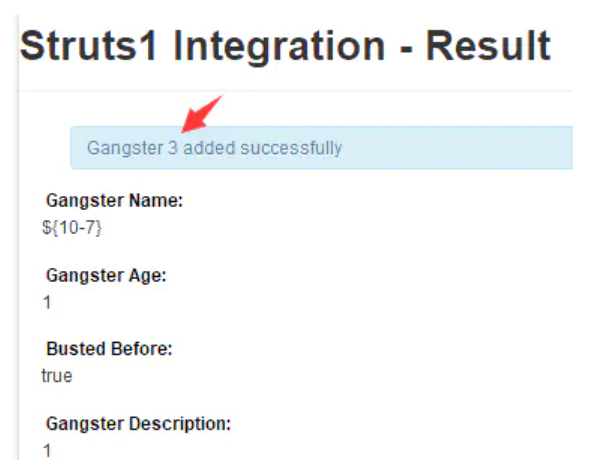 Struts1 Integration - Result
Gangster 3 added successfully
Gangster Name:
${10-7}
Gangster Age:
1
Busted Before:
true
Gangster Description:
1